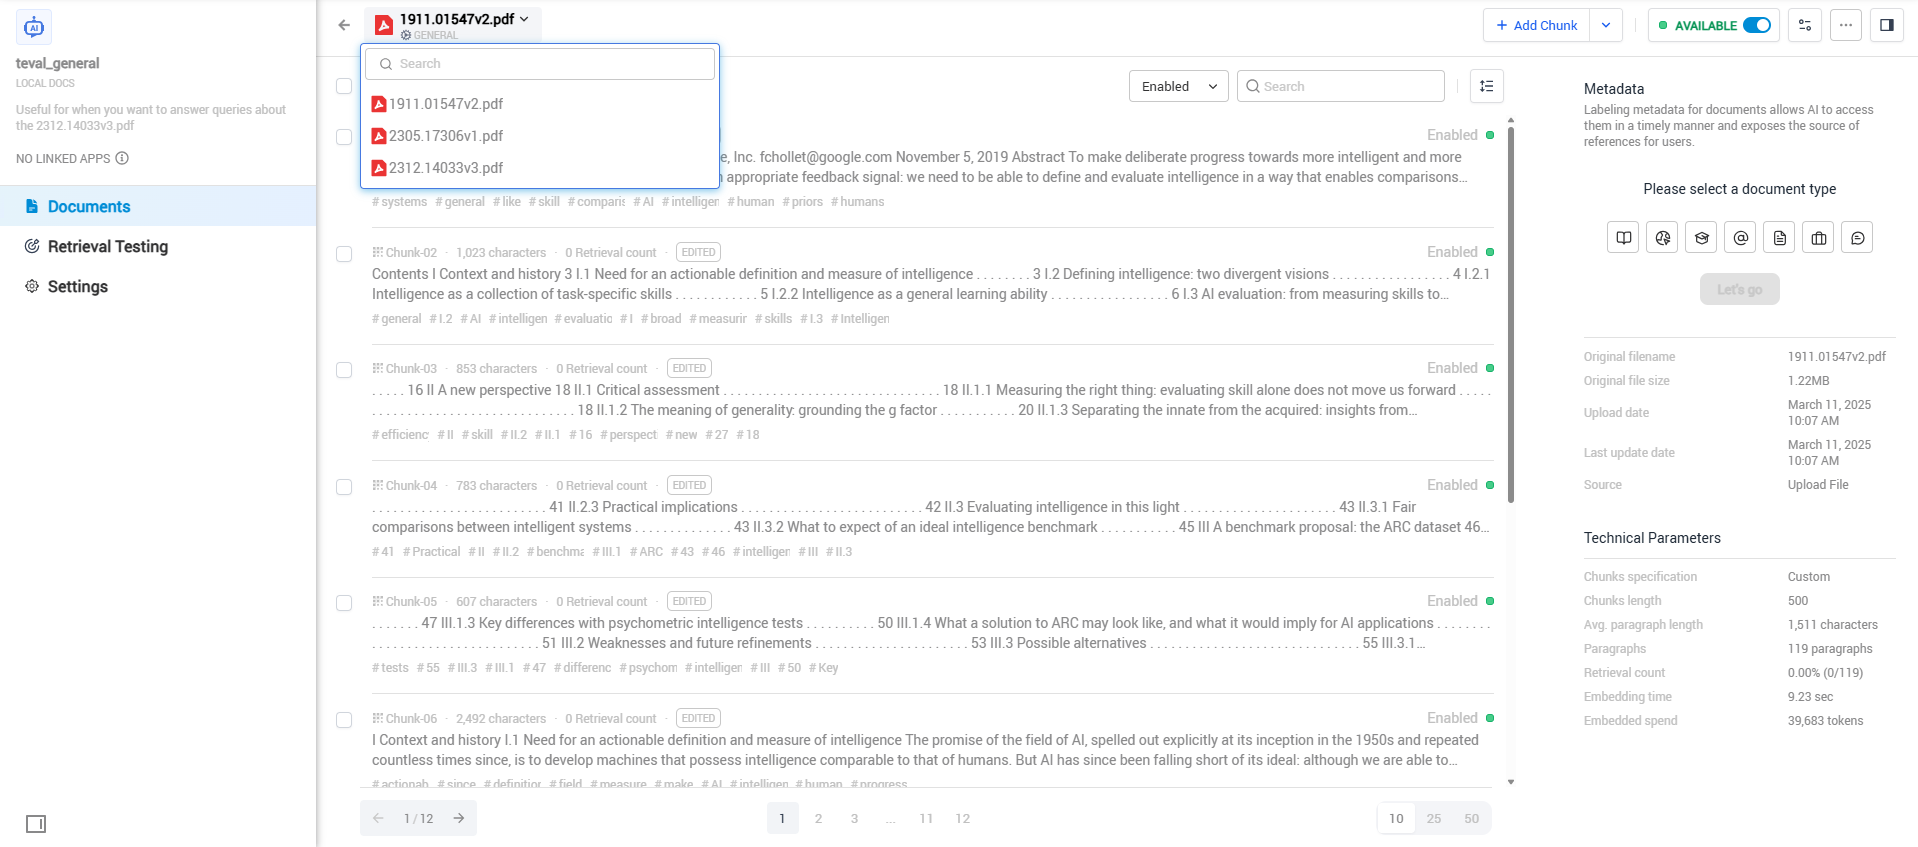 teval_general
LOCAL DOCS
Useful for when you want to answer queries about
the 2312.14033v3.pdf
NO LINKED APPS
Documents
Retrieval Testing
Settings
1911.01547v2.pdf
GENERAL
Search
1911.01547v2.pdf
2305.17306v1.pdf
2312.14033v3.pdf
+ Add Chunk
AVAILABLE
Enabled
Search
Enabled
e, Inc. fchollet@google.com November 5, 2019 Abstract To make deliberate progress towards more intelligent and more
appropriate feedback signal: we need to be able to define and evaluate intelligence in a way that enables comparisons...
# systems # general # like # skill # comparis # AI # intelligen # human # priors # humans
Chunk-02 · 1,023 characters · 0 Retrieval count · EDITED
Enabled
Contents I Context and history 3 I.1 Need for an actionable definition and measure of intelligence . . . . . . . . 3 I.2 Defining intelligence: two divergent visions . . . . . . . . . . . . . . . . . 4 I.2.1
Intelligence as a collection of task-specific skills . . . . . . . . . . . . 5 I.2.2 Intelligence as a general learning ability . . . . . . . . . . . . . . . . . 6 I.3 AI evaluation: from measuring skills to...
# general # I.2 # AI # intelligen # evaluatio # I # broad # measurir # skills # I.3 # Intelligen
Chunk-03 · 853 characters · 0 Retrieval count · EDITED
Enabled
. . . . . 16 II A new perspective 18 II.1 Critical assessment . . . . . . . . . . . . . . . . . . . . . . . . . . . . . . . 18 II.1.1 Measuring the right thing: evaluating skill alone does not move us forward . . . . .
. . . . . . . . . . . . . . . . . . . . . . . . . . . . . 18 II.1.2 The meaning of generality: grounding the g factor . . . . . . . . . . . 20 II.1.3 Separating the innate from the acquired: insights from...
# efficienc # II # skill # II.2 # II.1 # 16 # perspect # new # 27 # 18
Chunk-04 · 783 characters · 0 Retrieval count · EDITED
Enabled
. . . . . . . . . . . . . . . . . . . . . . . . . 41 II.2.3 Practical implications . . . . . . . . . . . . . . . . . . . . . . . . . . 42 II.3 Evaluating intelligence in this light . . . . . . . . . . . . . . . . . . . . . . 43 II.3.1 Fair
comparisons between intelligent systems . . . . . . . . . . . . . . 43 II.3.2 What to expect of an ideal intelligence benchmark . . . . . . . . . . . 45 III A benchmark proposal: the ARC dataset 46...
# 41 # Practical # II # II.2 # benchma # III.1 # ARC # 43 # 46 # intelligen # III # II.3
Chunk-05 · 607 characters · 0 Retrieval count · EDITED
Enabled
. . . . . . . 47 III.1.3 Key differences with psychometric intelligence tests . . . . . . . . . . 50 III.1.4 What a solution to ARC may look like, and what it would imply for AI applications . . . . . . . .
. . . . . . . . . . . . . . . . . . . . . . . . 51 III.2 Weaknesses and future refinements . . . . . . . . . . . . . . . . . . . . . . 53 III.3 Possible alternatives . . . . . . . . . . . . . . . . . . . . . . . . . . . . . . 55 III.3.1...
# tests # 55 # III.3 # III.1 # 47 # differenc # psychom # intelligen # III # 50 # Key
Chunk-06 · 2,492 characters · 0 Retrieval count · EDITED
Enabled
I Context and history I.1 Need for an actionable definition and measure of intelligence The promise of the field of AI, spelled out explicitly at its inception in the 1950s and repeated
countless times since, is to develop machines that possess intelligence comparable to that of humans. But AI has since been falling short of its ideal: although we are able to...
# actionab # since # definitior # field # measure # make # AI # intelligen # human # progress
1 / 12
1 2 3 ... 11 12
10 25 50
Metadata
Labeling metadata for documents allows AI to access
them in a timely manner and exposes the source of
references for users.
Please select a document type
Let's go
Original filename 1911.01547v2.pdf
Original file size 1.22MB
Upload date March 11, 2025
10:07 AM
Last update date March 11, 2025
10:07 AM
Source Upload File
Technical Parameters
Chunks specification Custom
Chunks length 500
Avg. paragraph length 1,511 characters
Paragraphs 119 paragraphs
Retrieval count 0.00% (0/119)
Embedding time 9.23 sec
Embedded spend 39,683 tokens